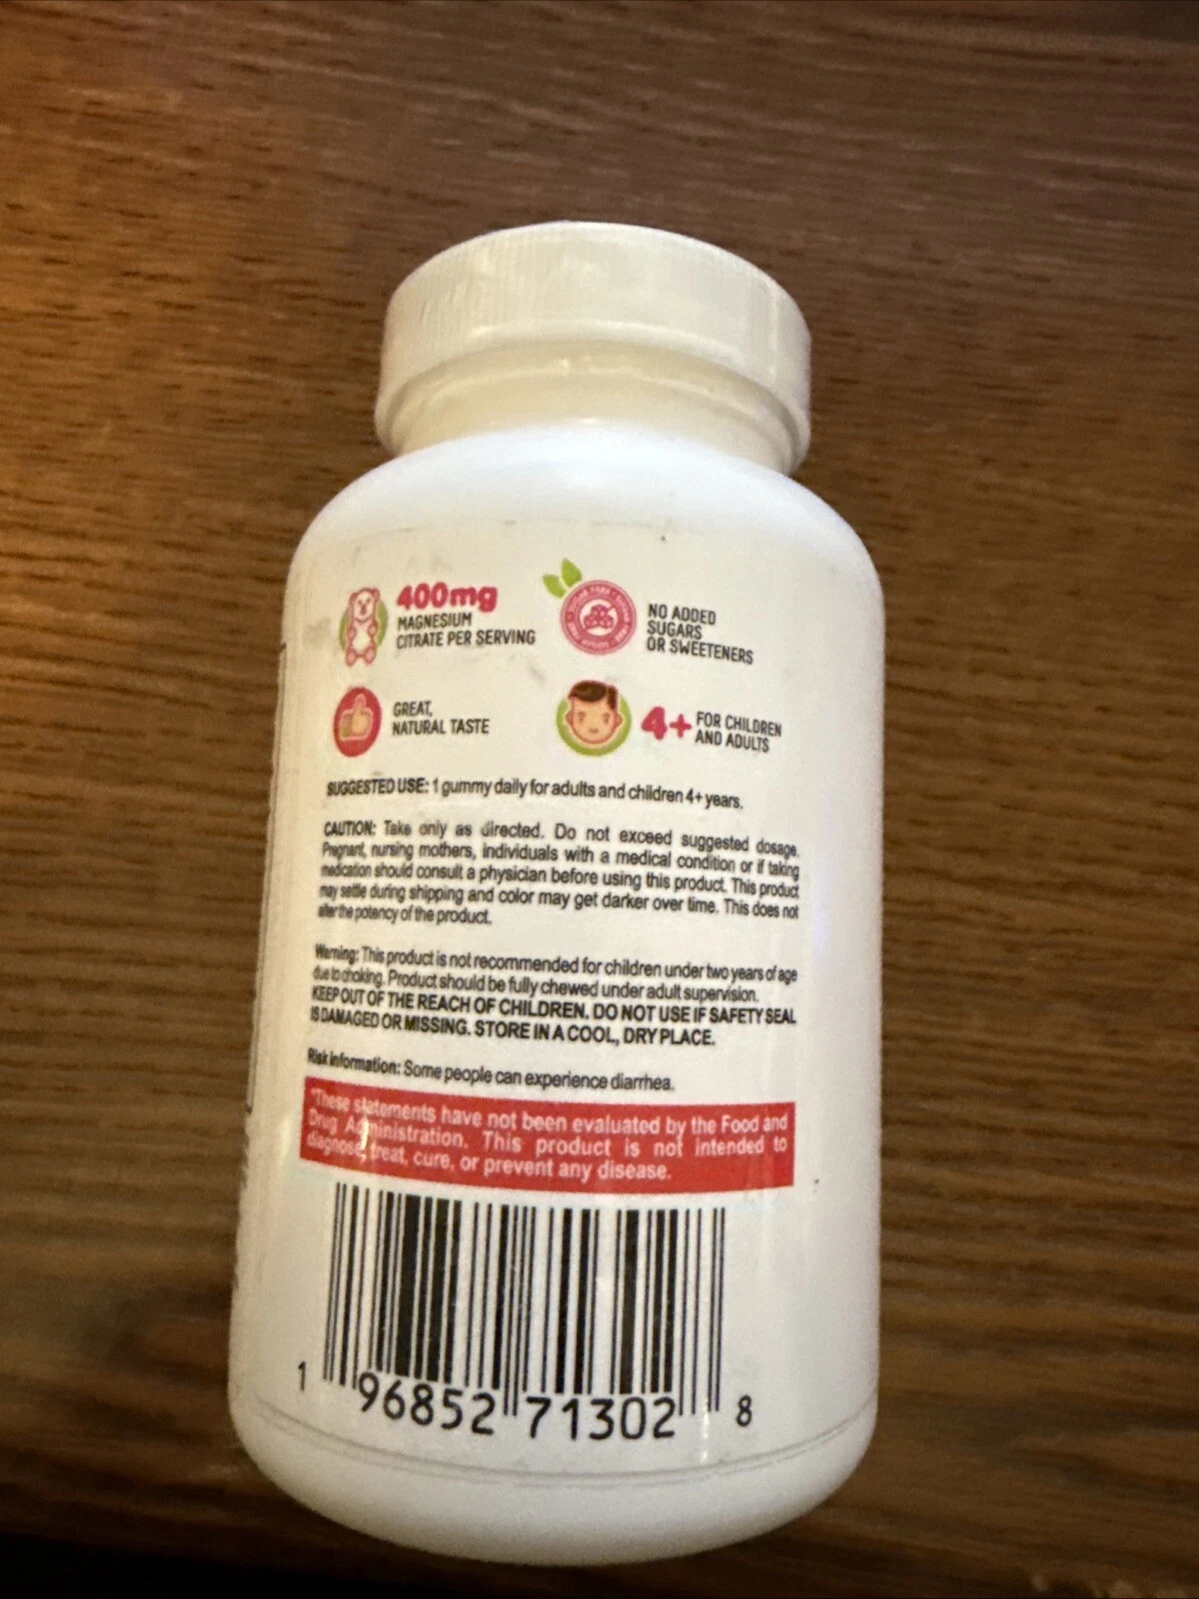 400mg
MAGNESIUM
CITRATE PER SERVING
NO ADDED
SUGARS
OR SWEETENERS
GREAT,
NATURAL TASTE
4+ FOR CHILDREN
AND ADULTS
SUGGESTED USE: 1 gummy daily for adults and children 4+ years.
CAUTION: Take only as directed. Do not exceed suggested dosage.
Pregnant, nursing mothers, individuals with a medical condition or if taking
medication should consult a physician before using this product. This product
may settle during shipping and color may get darker over time. This does not
alter the potency of the product.
Warning: This product is not recommended for children under two years of age
due to choking. Product should be fully chewed under adult supervision.
KEEP OUT OF THE REACH OF CHILDREN. DO NOT USE IF SAFETY SEAL
IS DAMAGED OR MISSING. STORE IN A COOL, DRY PLACE.
Risk information: Some people can experience diarrhea.
*These statements have not been evaluated by the Food and
Drug Administration. This product is not intended to
diagnose, treat, cure, or prevent any disease.
1 96852 71302 8